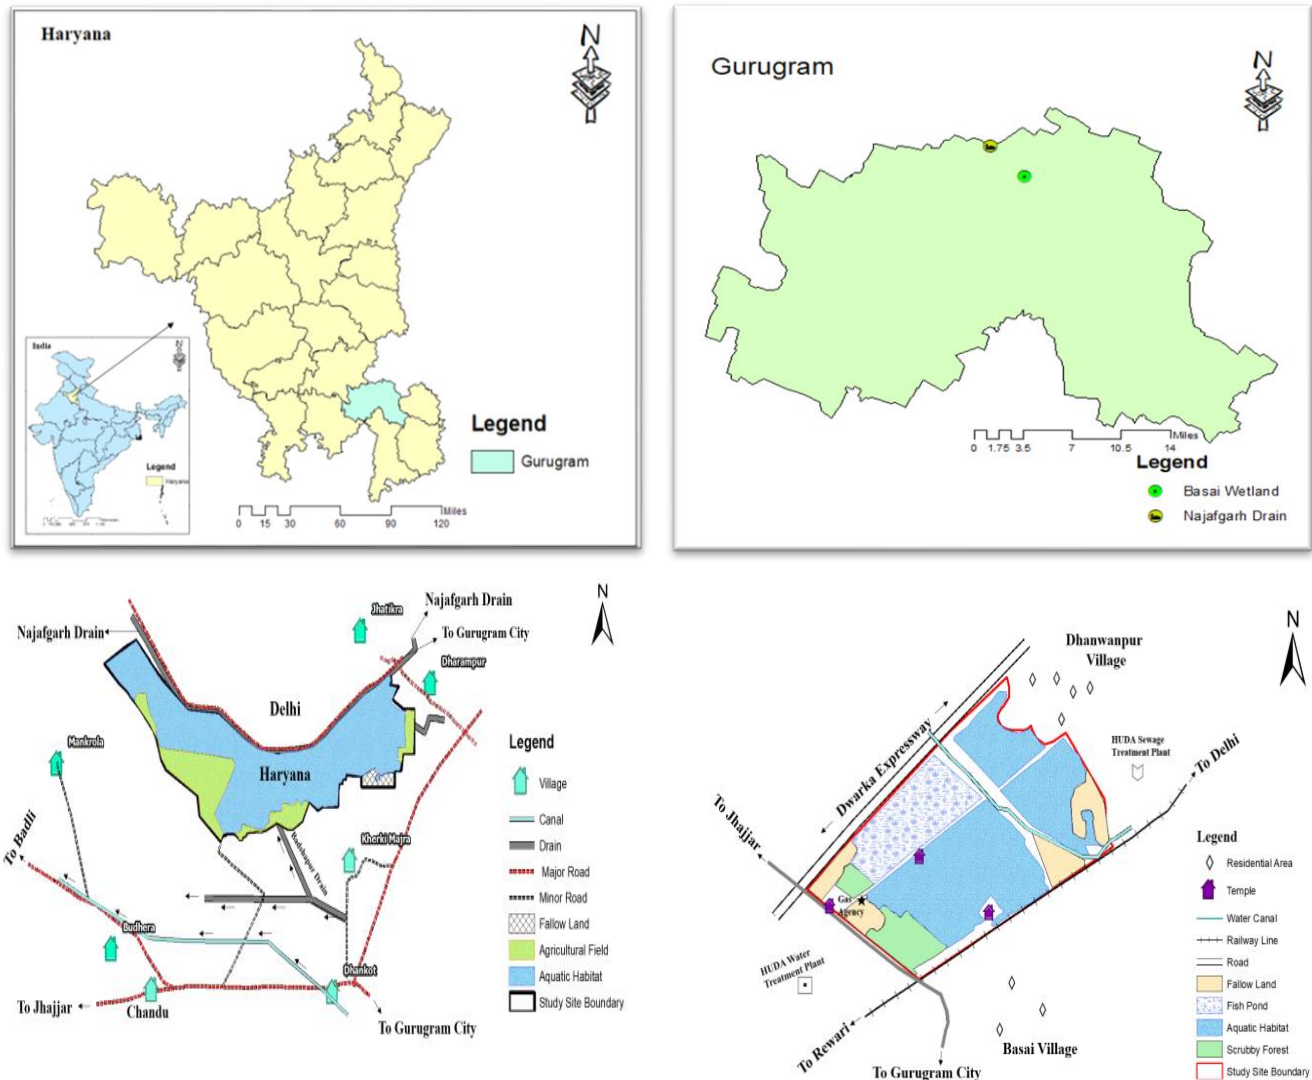 Haryana
N
India
N
Legend
Haryana
Legend
Gurugram
Miles
0 15 30 60 90 120
Gurugram
N
Miles
0 1.75 3.5 7 10.5 14
Legend
Basai Wetland
Najafgarh Drain
N
Najafgarh Drain
Jhatikra
Najafgarh Drain
To Gurugram City
Dharampur
Delhi
Mankrola
Haryana
To Badli
Kherki Majra
Badshapur Drain
Budhera
Dhankot
To Jhajjar
Chandu
To Gurugram City
Legend
Village
Canal
Drain
Major Road
Minor Road
Fallow Land
Agricultural Field
Aquatic Habitat
Study Site Boundary
N
Dhanwanpur
Village
HUDA Sewage
Treatment Plant
To Delhi
Dwarka Expressway
To Jhajjar
Gas
Agency
HUDA Water
Treatment Plant
To Rewari
Basai Village
To Gurugram City
Legend
Residential Area
Temple
Water Canal
Railway Line
Road
Fallow Land
Fish Pond
Aquatic Habitat
Scrubby Forest
Study Site Boundary